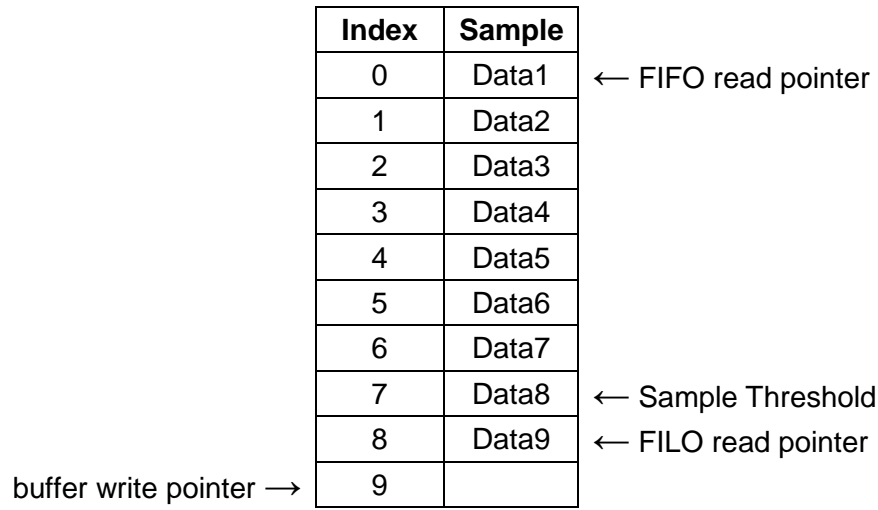 Index Sample
0 Data1 ← FIFO read pointer
1 Data2
2 Data3
3 Data4
4 Data5
5 Data6
6 Data7
7 Data8 ← Sample Threshold
8 Data9 ← FILO read pointer
buffer write pointer → 9